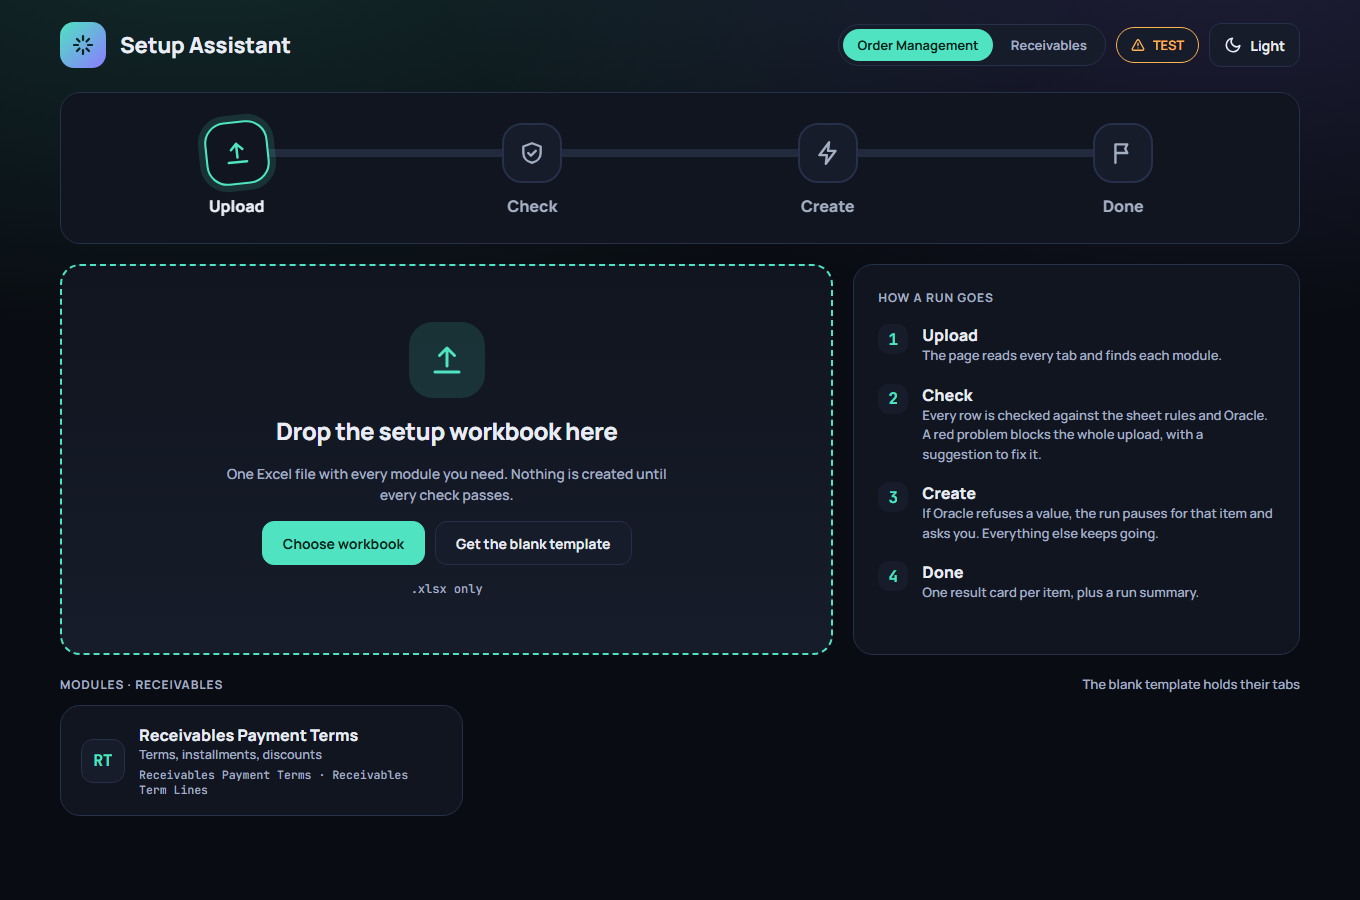 Setup Assistant
Order Management
Receivables
TEST
Light
Upload
Check
Create
Done
Drop the setup workbook here
One Excel file with every module you need. Nothing is created until
every check passes.
Choose workbook
Get the blank template
.xlsx only
HOW A RUN GOES
1
Upload
The page reads every tab and finds each module.
2
Check
Every row is checked against the sheet rules and Oracle.
A red problem blocks the whole upload, with a
suggestion to fix it.
3
Create
If Oracle refuses a value, the run pauses for that item and
asks you. Everything else keeps going.
4
Done
One result card per item, plus a run summary.
MODULES · RECEIVABLES
The blank template holds their tabs
RT
Receivables Payment Terms
Terms, installments, discounts
Receivables Payment Terms · Receivables
Term Lines